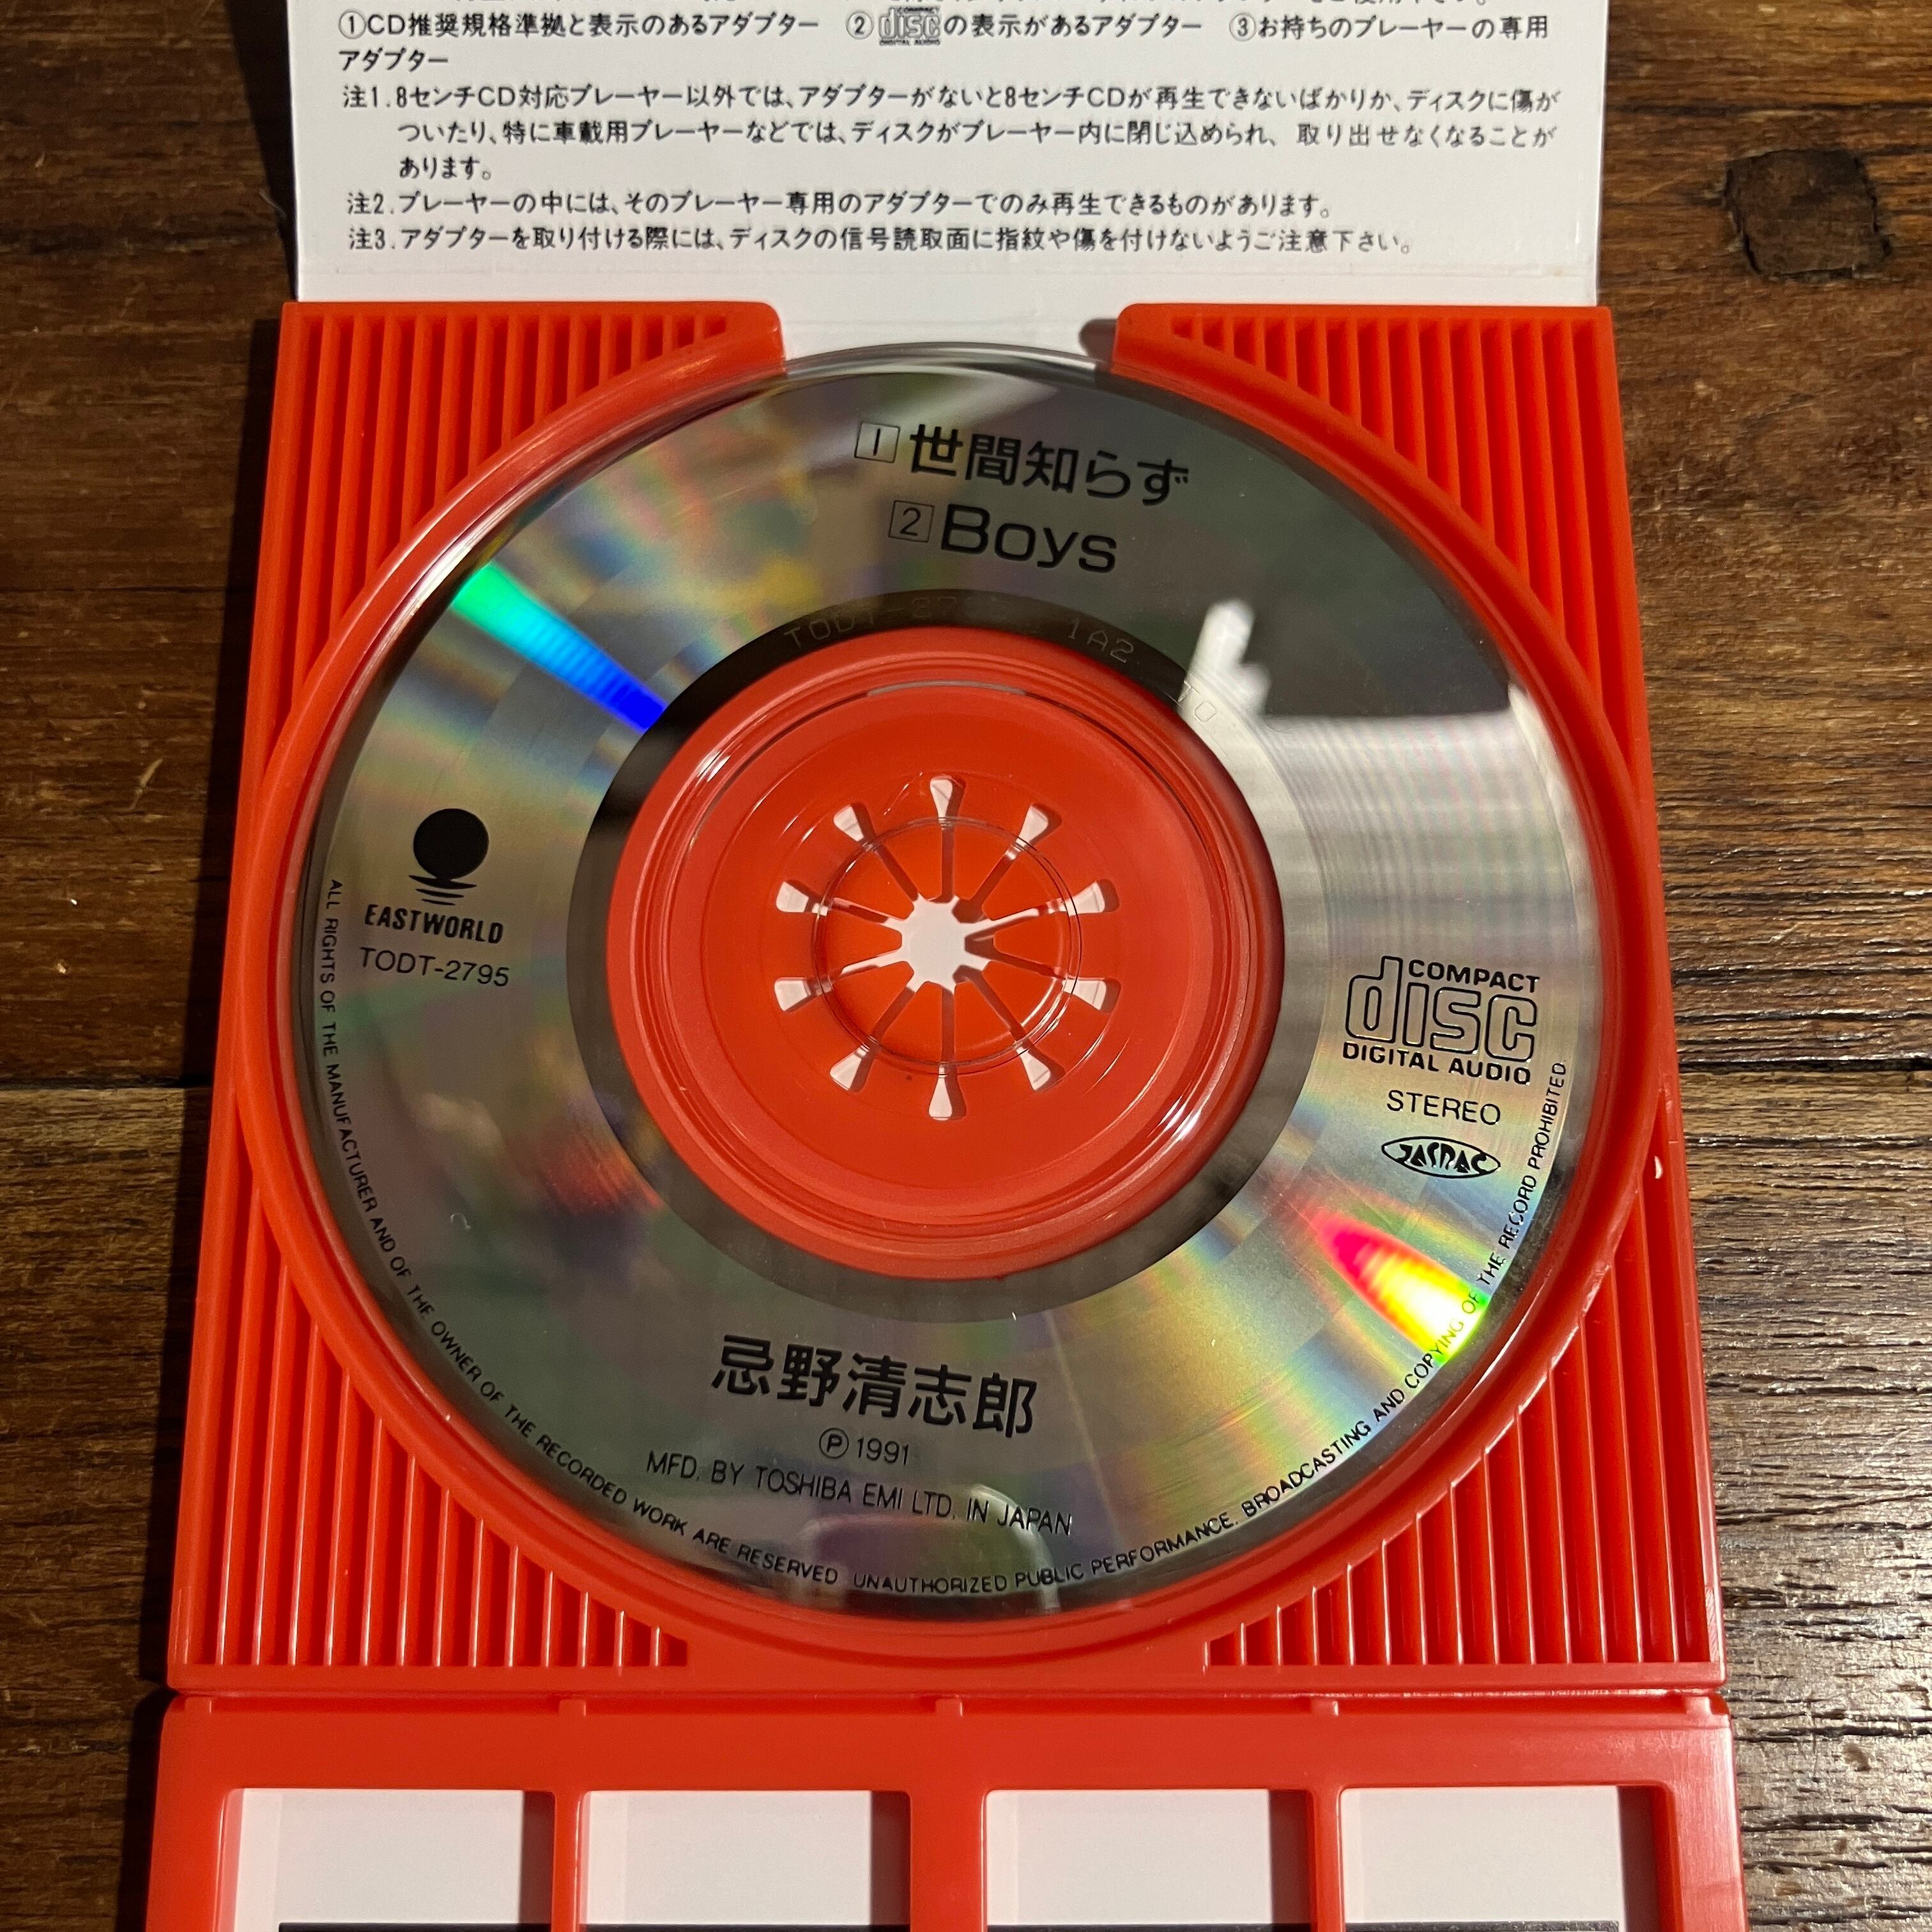 ①CD推奨規格準拠と表示のあるアダプター ②COMPACT disc DIGITAL AUDIOの表示があるアダプター ③お持ちのプレーヤーの専用
アダプター
注1.8センチCD対応プレーヤー以外では、アダプターがないと8センチCDが再生できないばかりか、ディスクに傷が
ついたり、特に車載用プレーヤーなどでは、ディスクがプレーヤー内に閉じ込められ、取り出せなくなることが
あります。
注2.プレーヤーの中には、そのプレーヤー専用のアダプターでのみ再生できるものがあります。
注3.アダプターを取り付ける際には、ディスクの信号読取面に指紋や傷を付けないようご注意下さい。
1 世間知らず
2 Boys
1A2
TO
EASTWORLD
TODT-2795
COMPACT
disc
DIGITAL AUDIO
STEREO
JASRAC
忌野清志郎
Ⓟ1991
MFD. BY TOSHIBA EMI LTD. IN JAPAN
ALL RIGHTS OF THE MANUFACTURER AND OF THE OWNER OF THE RECORDED WORK ARE RESERVED UNAUTHORIZED PUBLIC PERFORMANCE. BROADCASTING AND COPYING OF THE RECORD PROHIBITED.